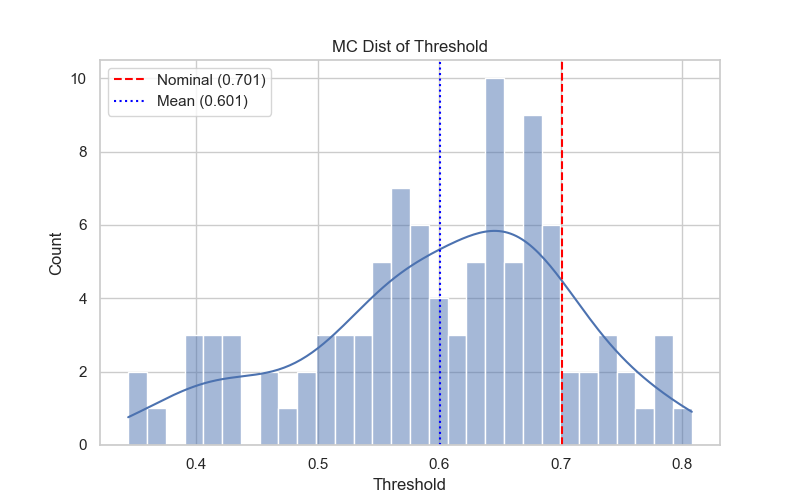 MC Dist of Threshold
Nominal (0.701)
Mean (0.601)
Count
10
8
6
4
2
0
0.4 0.5 0.6 0.7 0.8
Threshold